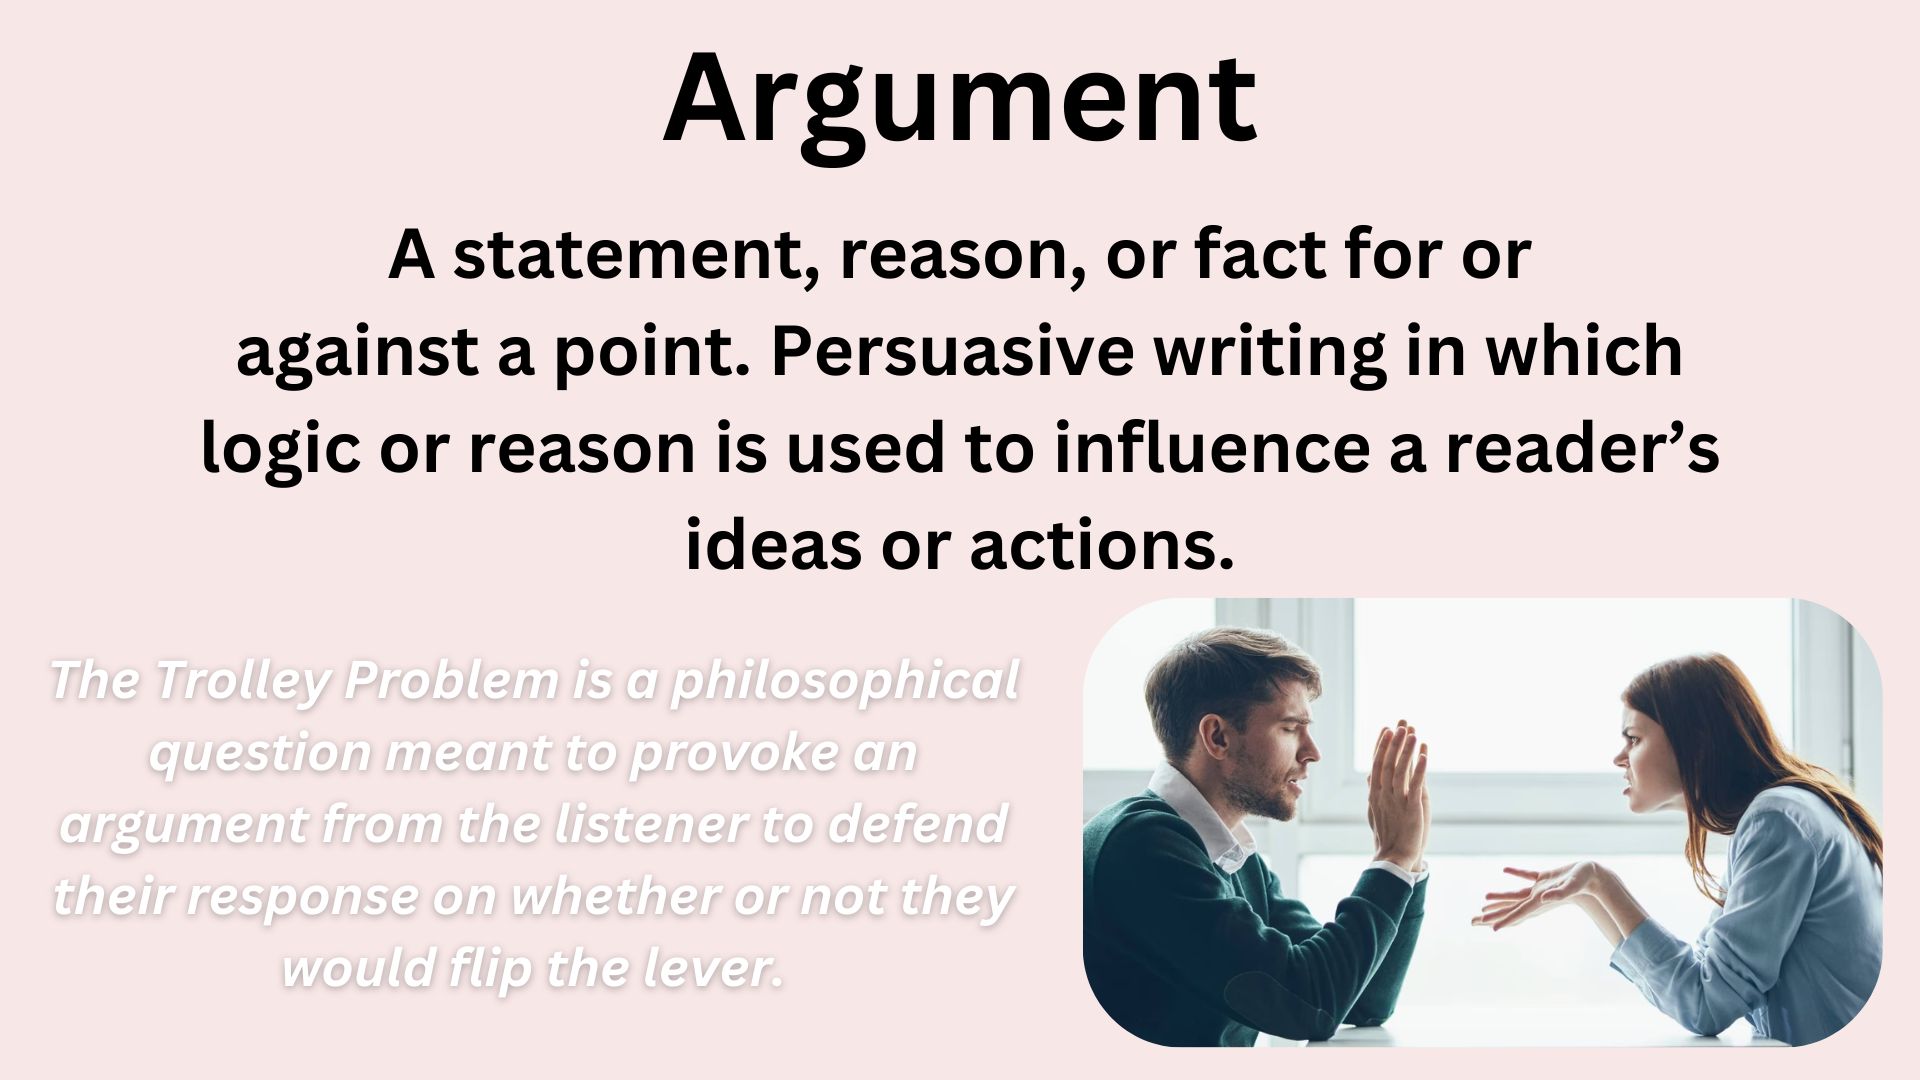 Argument
A statement, reason, or fact for or
against a point. Persuasive writing in which
logic or reason is used to influence a reader’s
ideas or actions.
The Trolley Problem is a philosophical
question meant to provoke an
argument from the listener to defend
their response on whether or not they
would flip the lever.